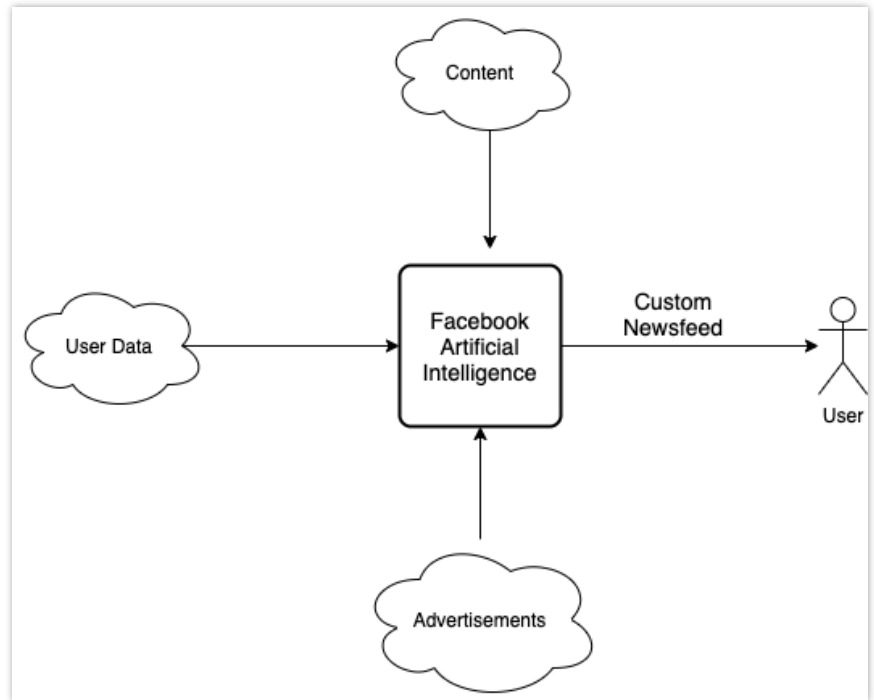 Content
User Data
Facebook
Artificial
Intelligence
Custom
Newsfeed
User
Advertisements